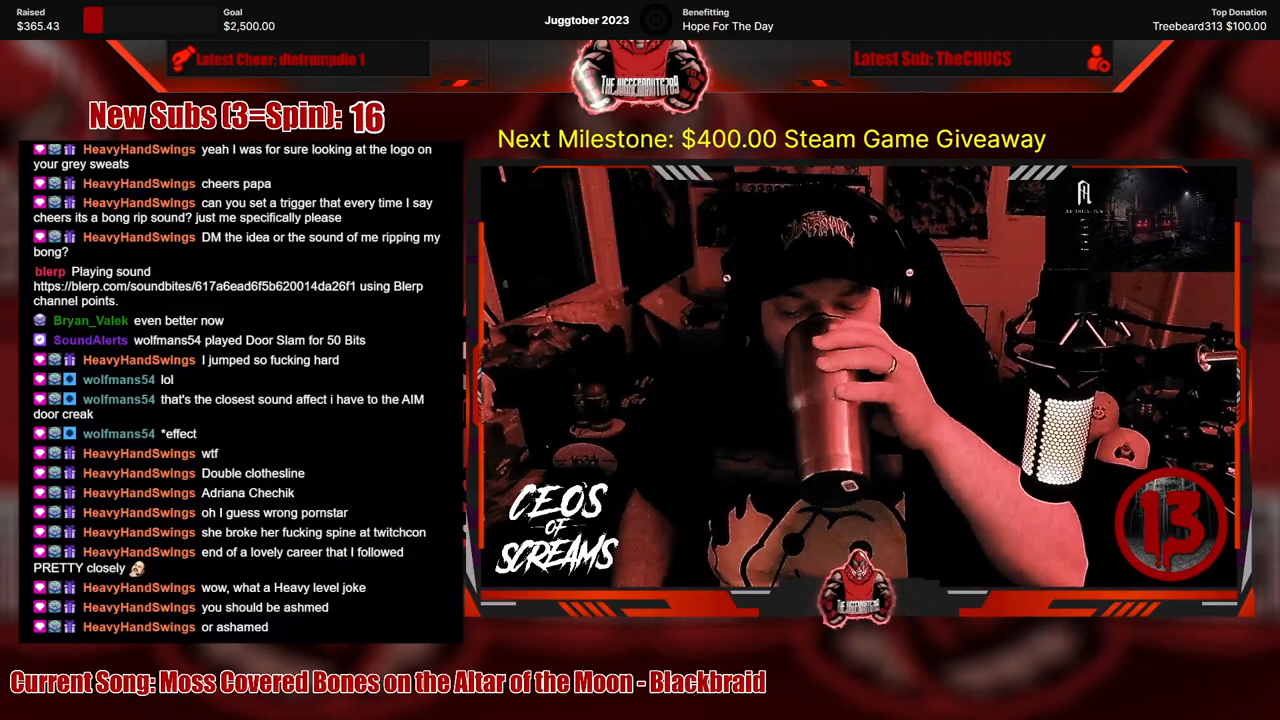 Raised
$365.43
Goal
$2,500.00
Juggtober 2023
Benefitting
Hope For The Day
Top Donation
Treebeard313 $100.00
Latest Cheer: dietrumpdio 1
Latest Sub: TheCHUGS
THEJUGGERNAUT6789
New Subs (3=Spin): 16
Next Milestone: $400.00 Steam Game Giveaway
HeavyHandSwings yeah I was for sure looking at the logo on
your grey sweats
HeavyHandSwings cheers papa
HeavyHandSwings can you set a trigger that every time I say
cheers its a bong rip sound? just me specifically please
HeavyHandSwings DM the idea or the sound of me ripping my
bong?
blerp Playing sound
https://blerp.com/soundbites/617a6ead6f5b620014da26f1 using Blerp
channel points.
Bryan_Valek even better now
SoundAlerts wolfmans54 played Door Slam for 50 Bits
HeavyHandSwings I jumped so fucking hard
wolfmans54 lol
wolfmans54 that's the closest sound affect i have to the AIM
door creak
wolfmans54 *effect
HeavyHandSwings wtf
HeavyHandSwings Double clothesline
HeavyHandSwings Adriana Chechik
HeavyHandSwings oh I guess wrong pornstar
HeavyHandSwings she broke her fucking spine at twitchcon
HeavyHandSwings end of a lovely career that I followed
PRETTY closely
HeavyHandSwings wow, what a Heavy level joke
HeavyHandSwings you should be ashmed
HeavyHandSwings or ashamed
CEOS
OF
SCREAMS
13
Current Song: Moss Covered Bones on the Altar of the Moon - Blackbraid